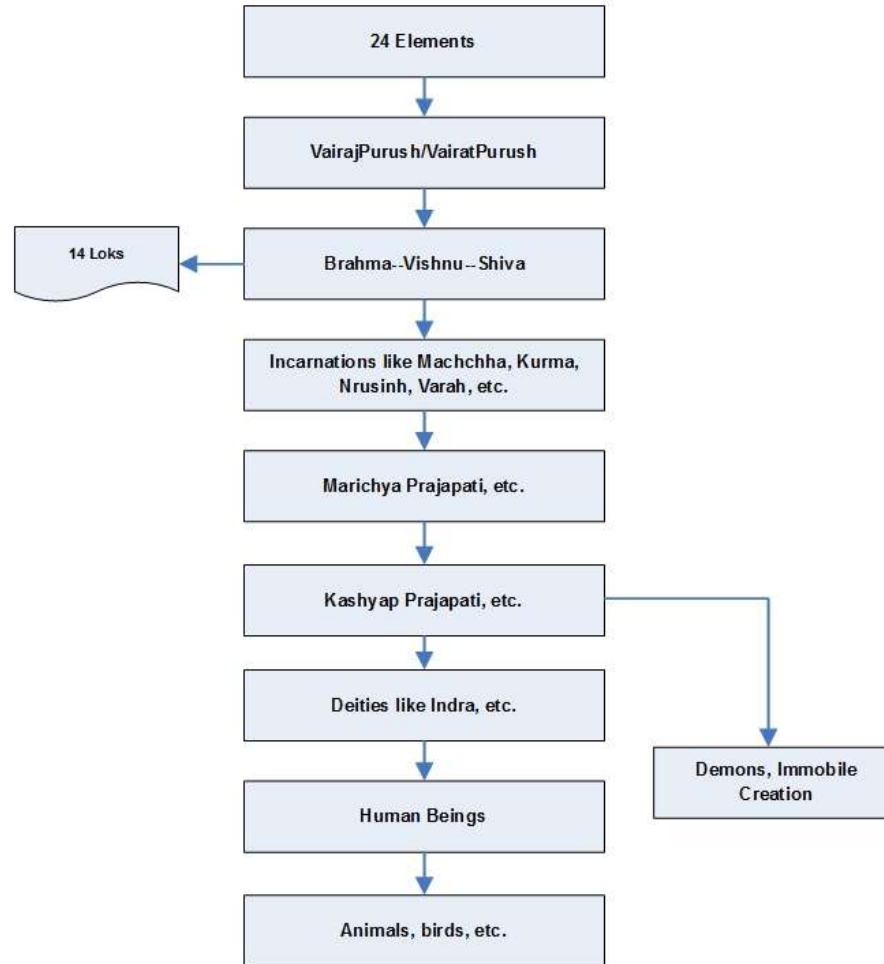 24 Elements
VairajPurush/VairatPurush
14 Loks
Brahma--Vishnu--Shiva
Incarnations like Machchha, Kurma,
Nrusinh, Varah, etc.
Marichya Prajapati, etc.
Kashyap Prajapati, etc.
Deities like Indra, etc.
Demons, Immobile
Creation
Human Beings
Animals, birds, etc.